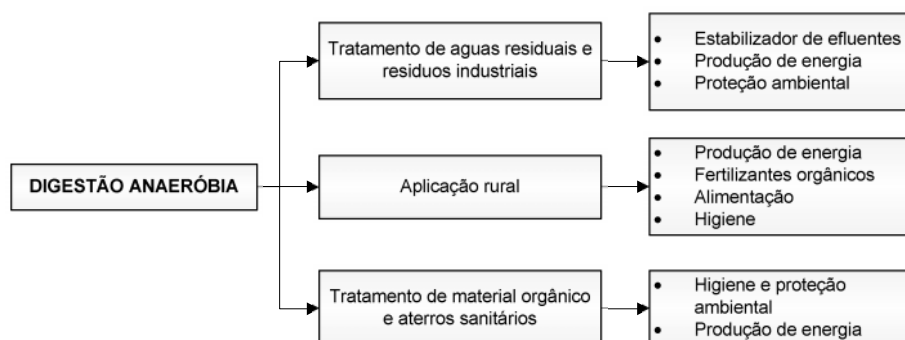 Tratamento de aguas residuais e
residuos industriais
• Estabilizador de efluentes
• Produção de energia
• Proteção ambiental
DIGESTÃO ANAERÓBIA
Aplicação rural
• Produção de energia
• Fertilizantes orgânicos
• Alimentação
• Higiene
Tratamento de material orgânico
e aterros sanitários
• Higiene e proteção
ambiental
• Produção de energia